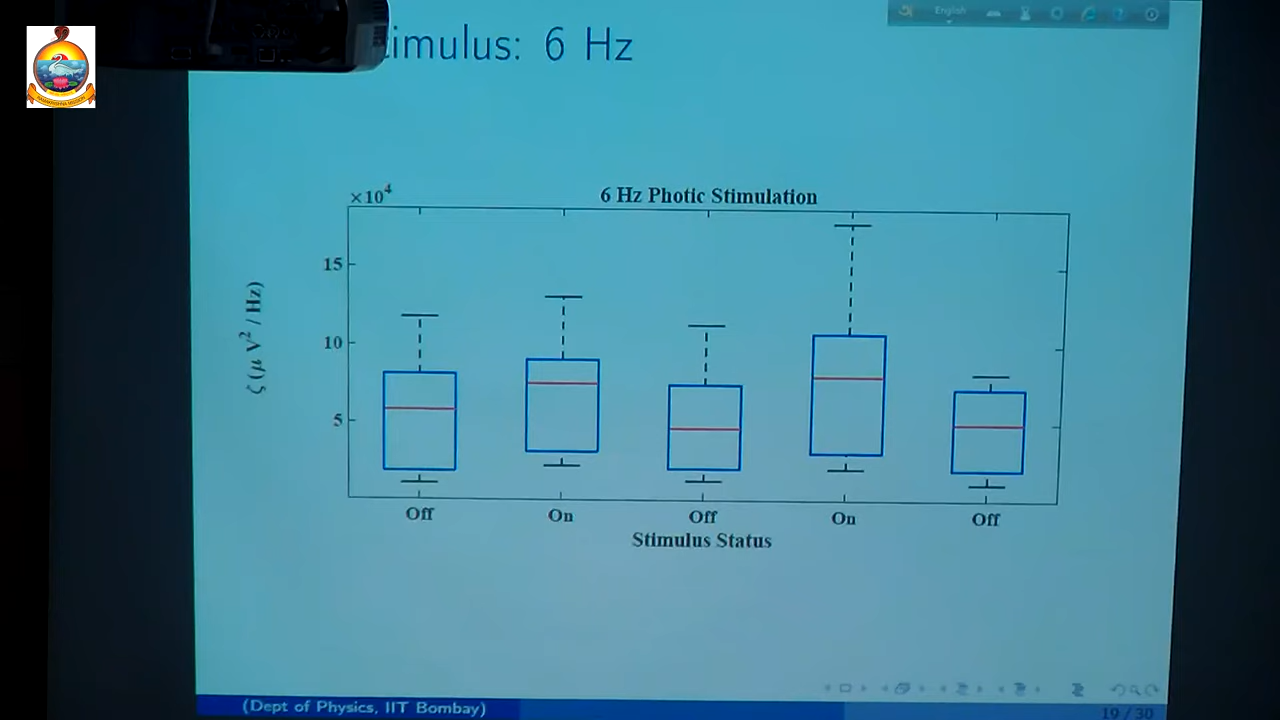 English
timulus: 6 Hz
×10⁴
6 Hz Photic Stimulation
15
10
5
ζ (μ V² / Hz)
Off
On
Off
On
Off
Stimulus Status
(Dept of Physics, IIT Bombay)
19 / 30